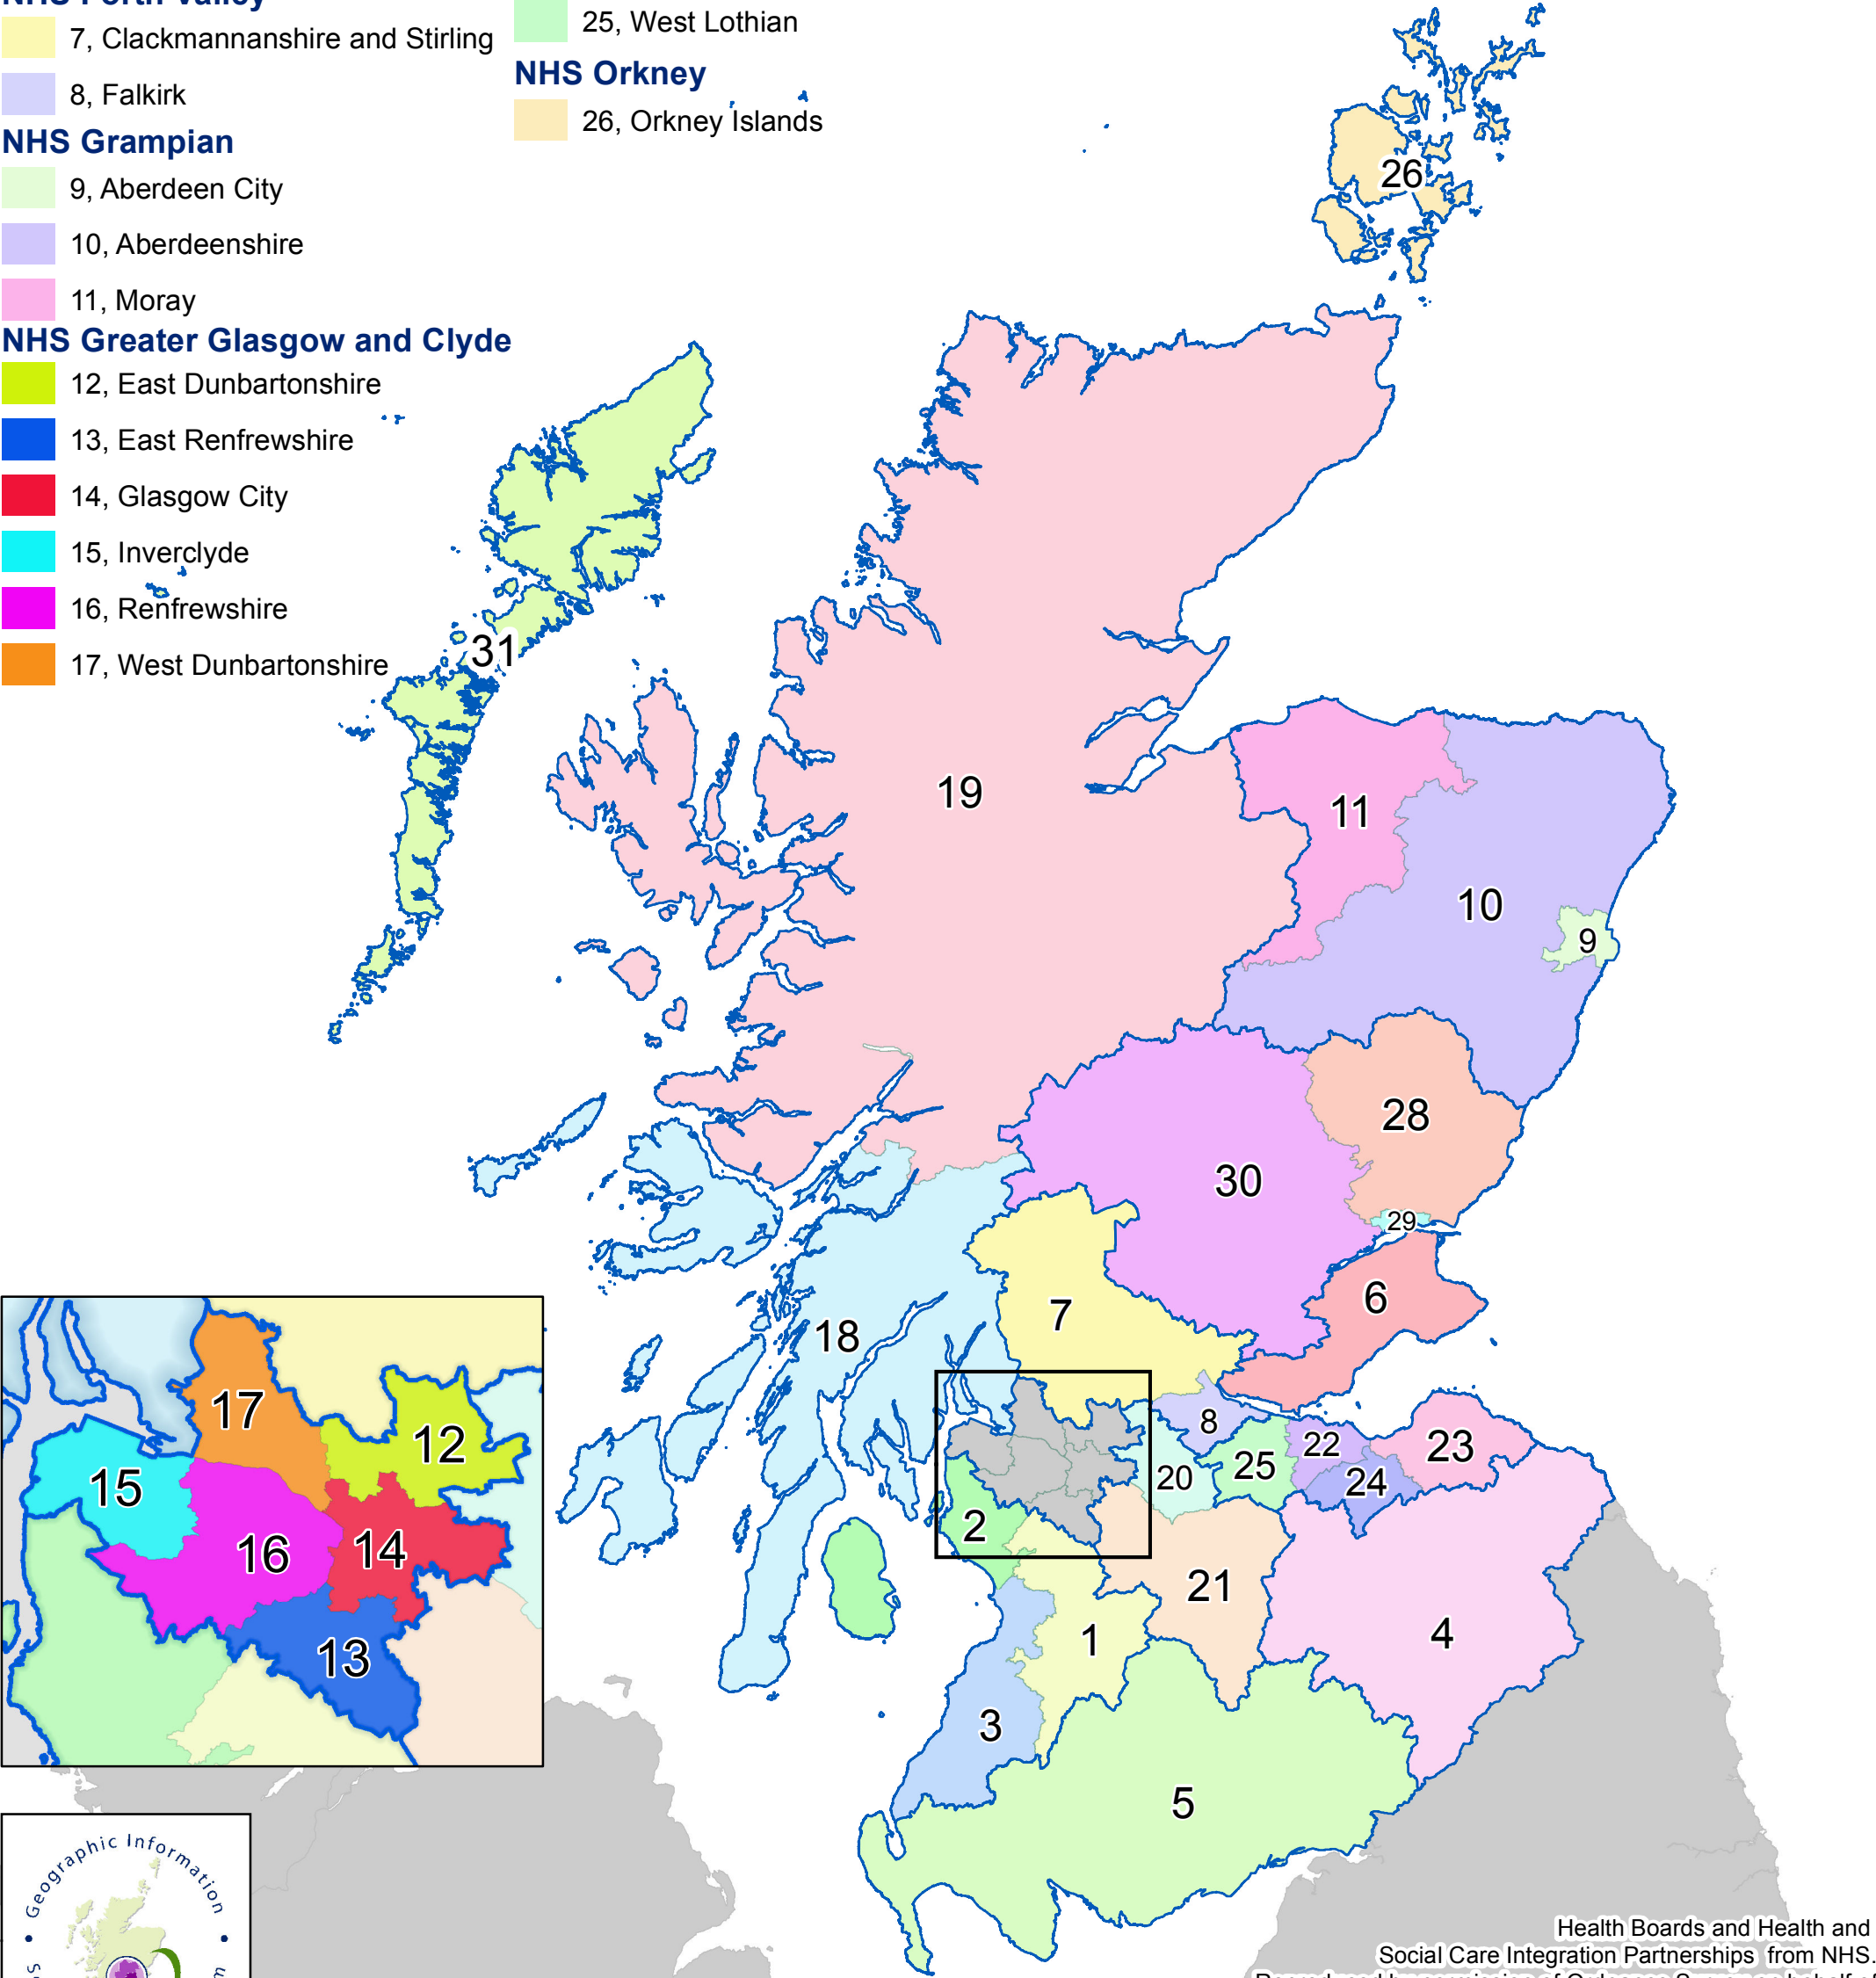 NHS Forth Valley
7, Clackmannanshire and Stirling
8, Falkirk
NHS Grampian
9, Aberdeen City
10, Aberdeenshire
11, Moray
NHS Greater Glasgow and Clyde
12, East Dunbartonshire
13, East Renfrewshire
14, Glasgow City
15, Inverclyde
16, Renfrewshire
17, West Dunbartonshire
25, West Lothian
NHS Orkney
26, Orkney Islands
26
31
19
11
10
9
28
30
29
6
7
18
8
22
23
20
25
24
2
21
1
4
3
5
17
12
15
16
14
13
Geographic Information
Health Boards and Health and
Social Care Integration Partnerships from NHS.